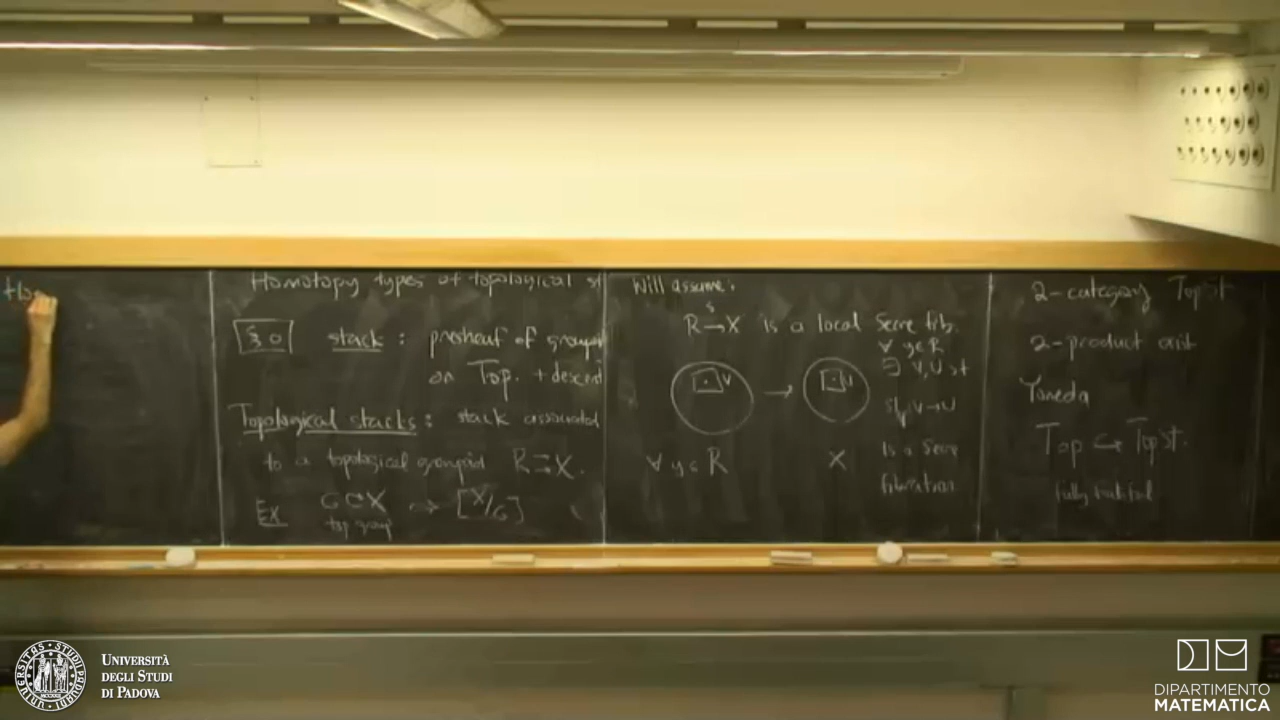 Ho
Homotopy types of topological st
§ 0 stack : presheaf of groupoi
on Top. + descent
Topological stacks : stack associated
to a topological groupoid R ⇉ X.
Ex G ↻ X → [X/G]
top group
Will assume :
s
R → X is a local Serre fib.
∀ y ∈ R
∃ V, U st
s|V : V → U
is a Serre
fibration
V → U
∀ y ∈ R X
2-category TopSt
2-product
Yoneda
Top ↪ TopSt.
fully faithful
UNIVERSITÀ
DEGLI STUDI
DI PADOVA
DIPARTIMENTO
MATEMATICA